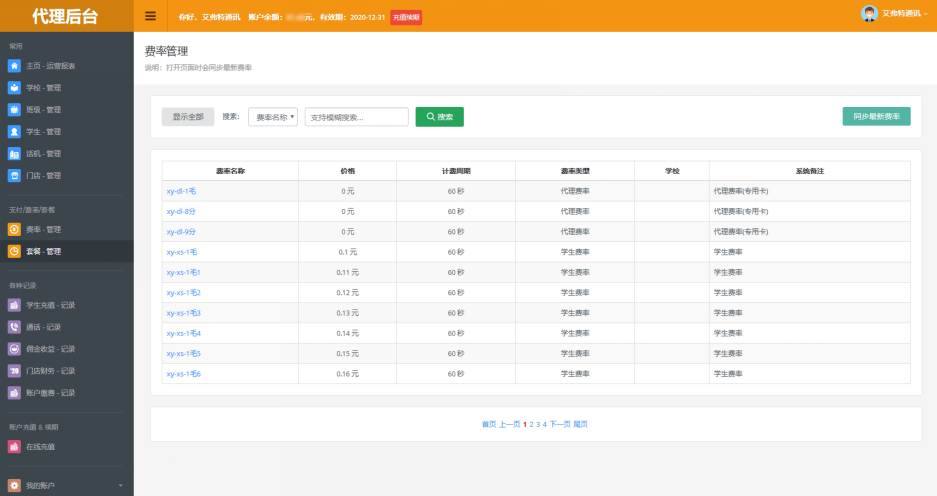 代理后台
你好，艾弗特通讯 账户余额： 元，有效期：2020-12-31 充值续期
艾弗特通讯
常用
主页 - 运营报表
学校 - 管理
班级 - 管理
学生 - 管理
话机 - 管理
门店 - 管理
支付/费率/套餐
费率 - 管理
套餐 - 管理
各种记录
学生充值 - 记录
通话 - 记录
佣金收益 - 记录
门店财务 - 记录
账户缴费 - 记录
账户充值 & 续期
在线充值
我的账户
费率管理
说明：打开页面时会同步最新费率
显示全部 搜索： 费率名称 支持模糊搜索... 搜索 同步最新费率
费率名称 价格 计费周期 费率类型 学校 系统备注
xy-dl-1毛 0 元 60 秒 代理费率 代理费率(专用卡)
xy-dl-8分 0 元 60 秒 代理费率 代理费率(专用卡)
xy-dl-9分 0 元 60 秒 代理费率 代理费率(专用卡)
xy-xs-1毛 0.1 元 60 秒 学生费率 学生费率
xy-xs-1毛1 0.11 元 60 秒 学生费率 学生费率
xy-xs-1毛2 0.12 元 60 秒 学生费率 学生费率
xy-xs-1毛3 0.13 元 60 秒 学生费率 学生费率
xy-xs-1毛4 0.14 元 60 秒 学生费率 学生费率
xy-xs-1毛5 0.15 元 60 秒 学生费率 学生费率
xy-xs-1毛6 0.16 元 60 秒 学生费率 学生费率
首页 上一页 1 2 3 4 下一页 尾页